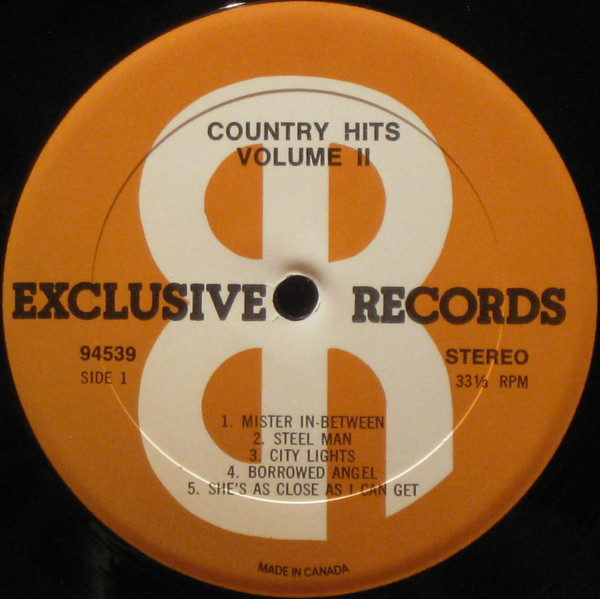 COUNTRY HITS
VOLUME II
EXCLUSIVE RECORDS
94539
STEREO
SIDE 1
33⅓ RPM
1. MISTER IN-BETWEEN
2. STEEL MAN
3. CITY LIGHTS
4. BORROWED ANGEL
5. SHE'S AS CLOSE AS I CAN GET
MADE IN CANADA